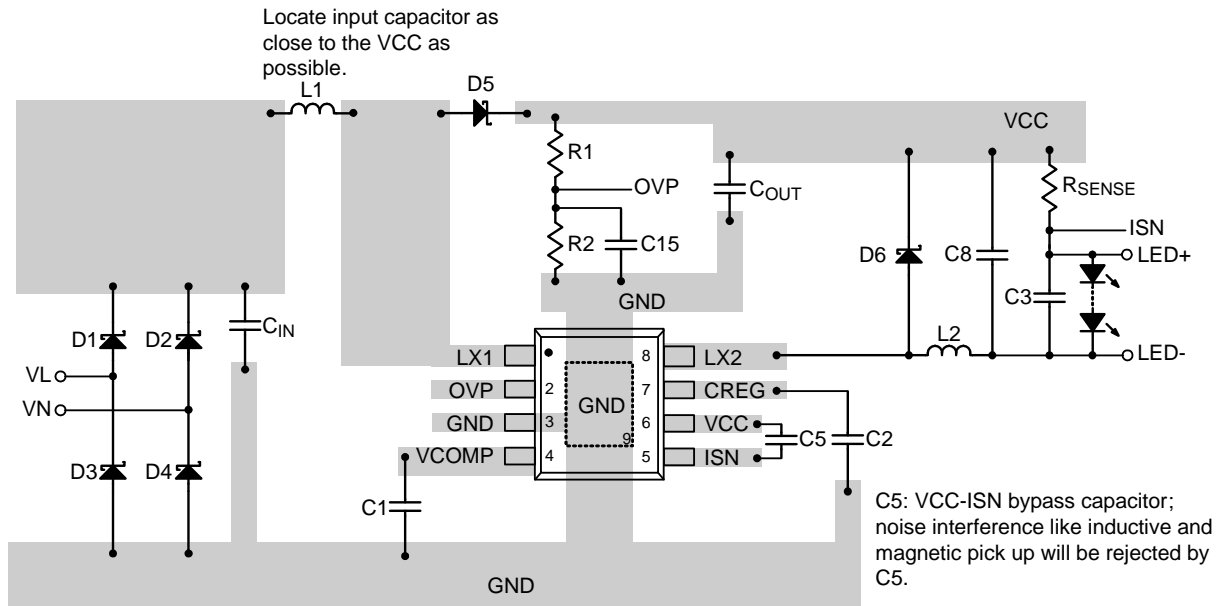 Locate input capacitor as
close to the VCC as
possible.
L1
D5
VCC
R1
OVP
COUT
RSENSE
ISN
R2
C15
D6
C8
LED+
C3
GND
D1
D2
CIN
L2
LX1
8
LX2
LED-
VL
OVP
2
7
CREG
VN
GND
3
GND
6
VCC
9
C5
C2
D3
D4
VCOMP
4
5
ISN
C1
C5: VCC-ISN bypass capacitor;
noise interference like inductive and
magnetic pick up will be rejected by
C5.
GND